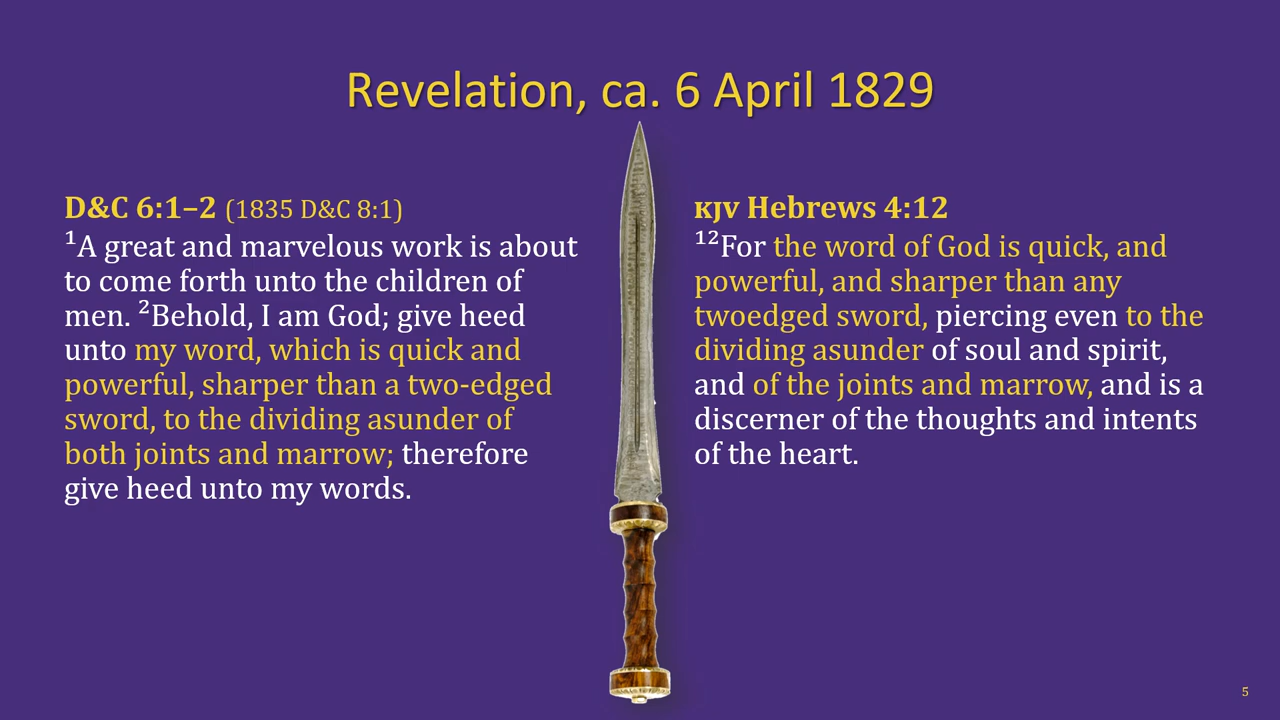 Revelation, ca. 6 April 1829
D&C 6:1–2 (1835 D&C 8:1)
¹A great and marvelous work is about
to come forth unto the children of
men. ²Behold, I am God; give heed
unto my word, which is quick and
powerful, sharper than a two-edged
sword, to the dividing asunder of
both joints and marrow; therefore
give heed unto my words.
KJV Hebrews 4:12
¹²For the word of God is quick, and
powerful, and sharper than any
twoedged sword, piercing even to the
dividing asunder of soul and spirit,
and of the joints and marrow, and is a
discerner of the thoughts and intents
of the heart.
5